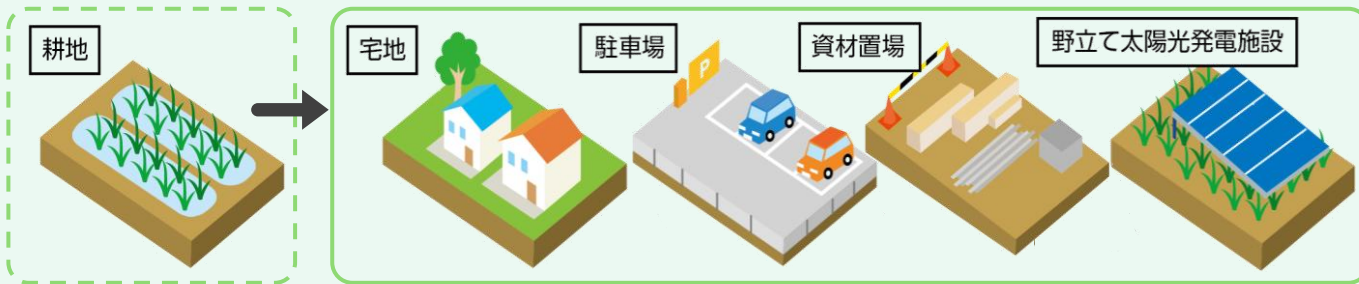 耕地
宅地
駐車場
資材置場
野立て太陽光発電施設
P